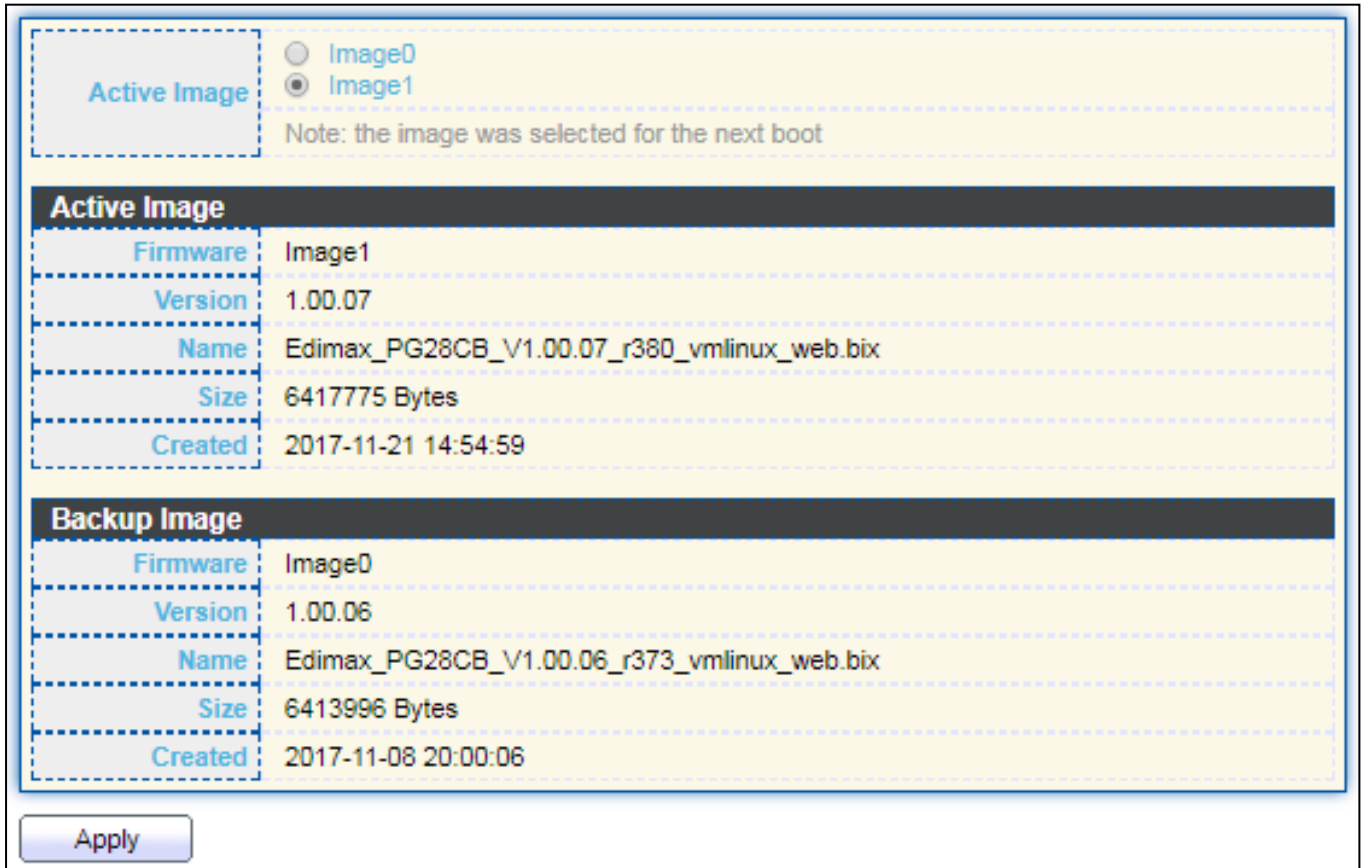 Active Image
Image0
Image1
Note: the image was selected for the next boot
Active Image
Firmware Image1
Version 1.00.07
Name Edimax_PG28CB_V1.00.07_r380_vmlinux_web.bix
Size 6417775 Bytes
Created 2017-11-21 14:54:59
Backup Image
Firmware Image0
Version 1.00.06
Name Edimax_PG28CB_V1.00.06_r373_vmlinux_web.bix
Size 6413996 Bytes
Created 2017-11-08 20:00:06
Apply